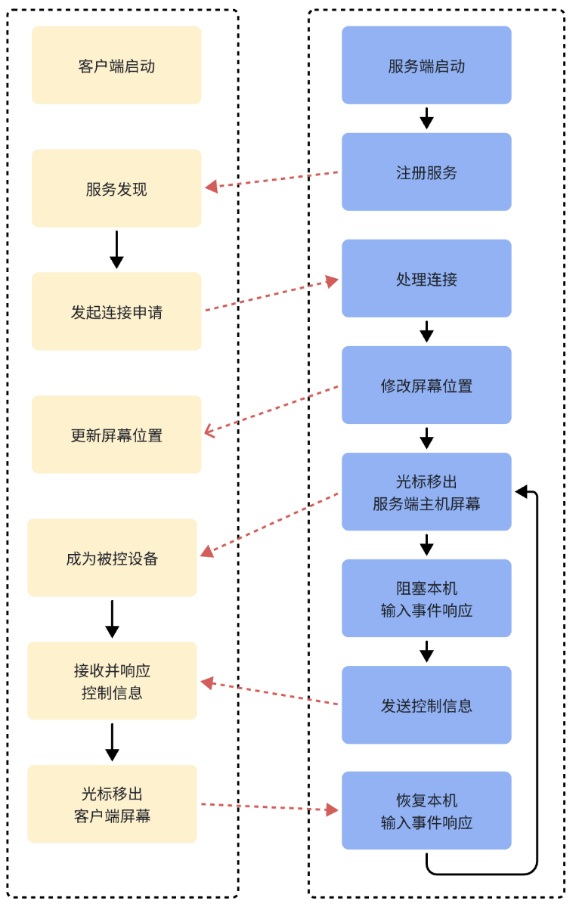 客户端启动
服务发现
发起连接申请
更新屏幕位置
成为被控设备
接收并响应
控制信息
光标移出
客户端屏幕
服务端启动
注册服务
处理连接
修改屏幕位置
光标移出
服务端主机屏幕
阻塞本机
输入事件响应
发送控制信息
恢复本机
输入事件响应